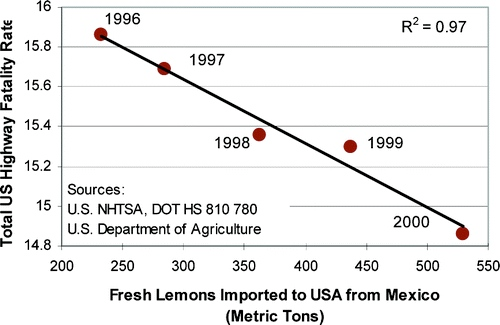 16
15.8
15.6
15.4
15.2
15
14.8
Total US Highway Fatality Rate
1996
1997
1998
1999
2000
R2 = 0.97
Sources:
U.S. NHTSA, DOT HS 810 780
U.S. Department of Agriculture
200
250
300
350
400
450
500
550
Fresh Lemons Imported to USA from Mexico
(Metric Tons)